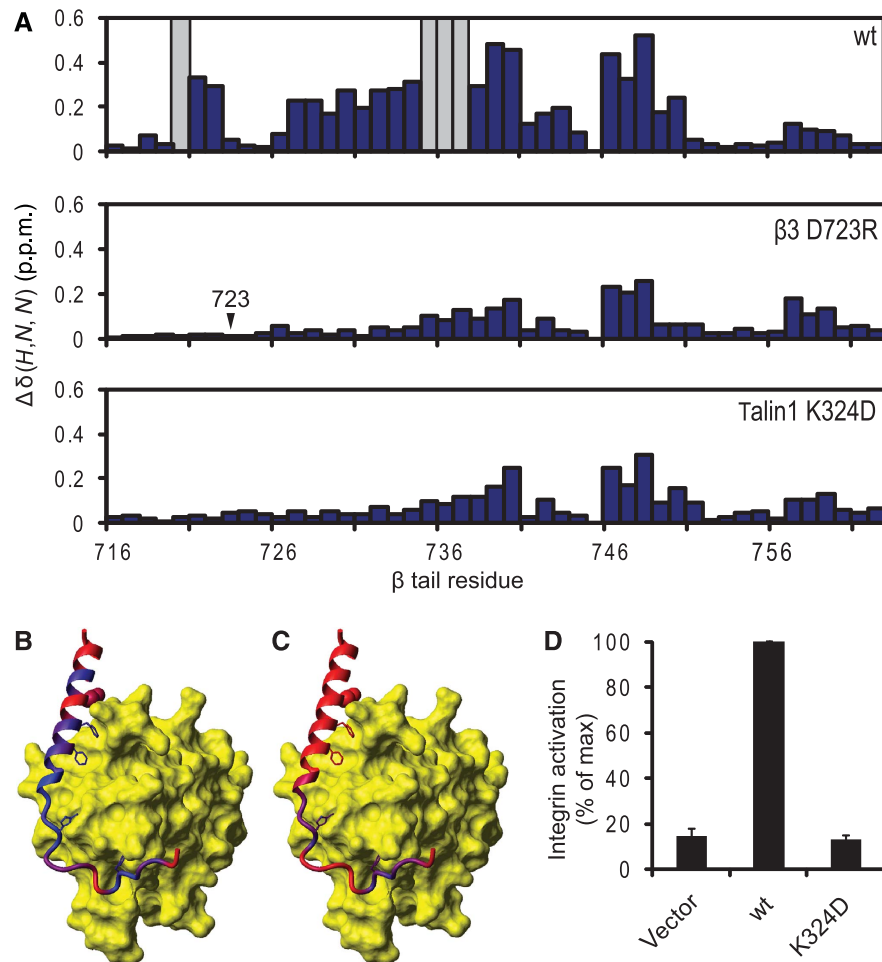 A
0.6
0.4
0.2
0
wt
0.6
0.4
0.2
0
β3 D723R
723
Δδ(H,N, N) (p.p.m.)
0.6
0.4
0.2
0
Talin1 K324D
716 726 736 746 756
β tail residue
B
C
D
100
80
60
40
20
0
Integrin activation
(% of max)
Vector
wt
K324D